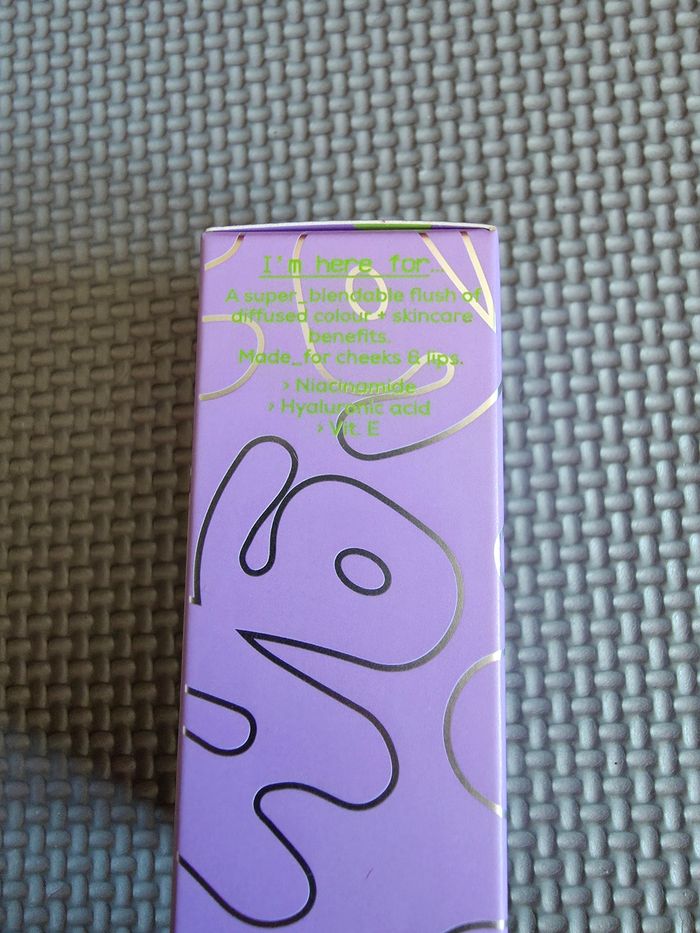 I'm here for...
A super_blendable flush of
diffused colour + skincare
benefits.
Made_for cheeks & lips.
› Niacinamide
› Hyaluronic acid
› Vit. E